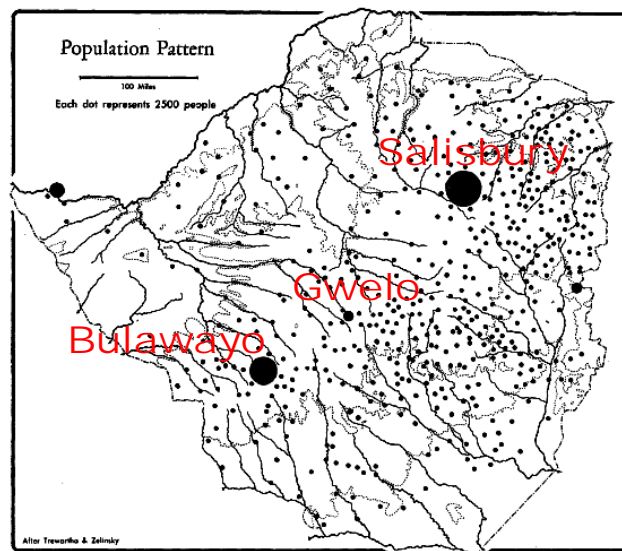 Population Pattern
100 Miles
Each dot represents 2500 people
Salisbury
Gwelo
Bulawayo
After Trewartha & Zelinsky